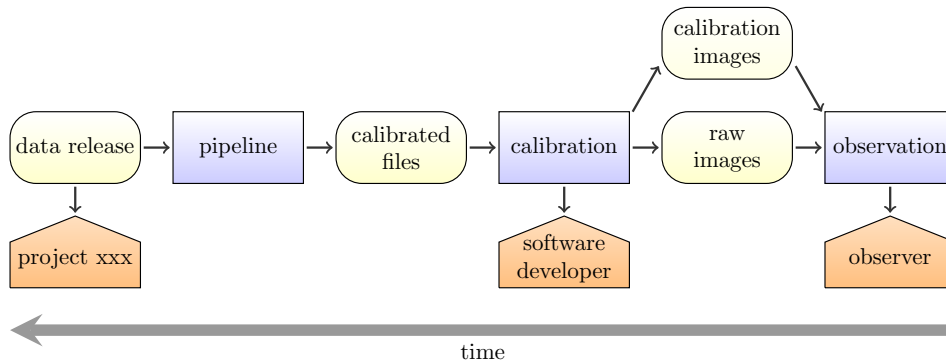 calibration
images
data release
pipeline
calibrated
files
calibration
raw
images
observation
project xxx
software
developer
observer
time